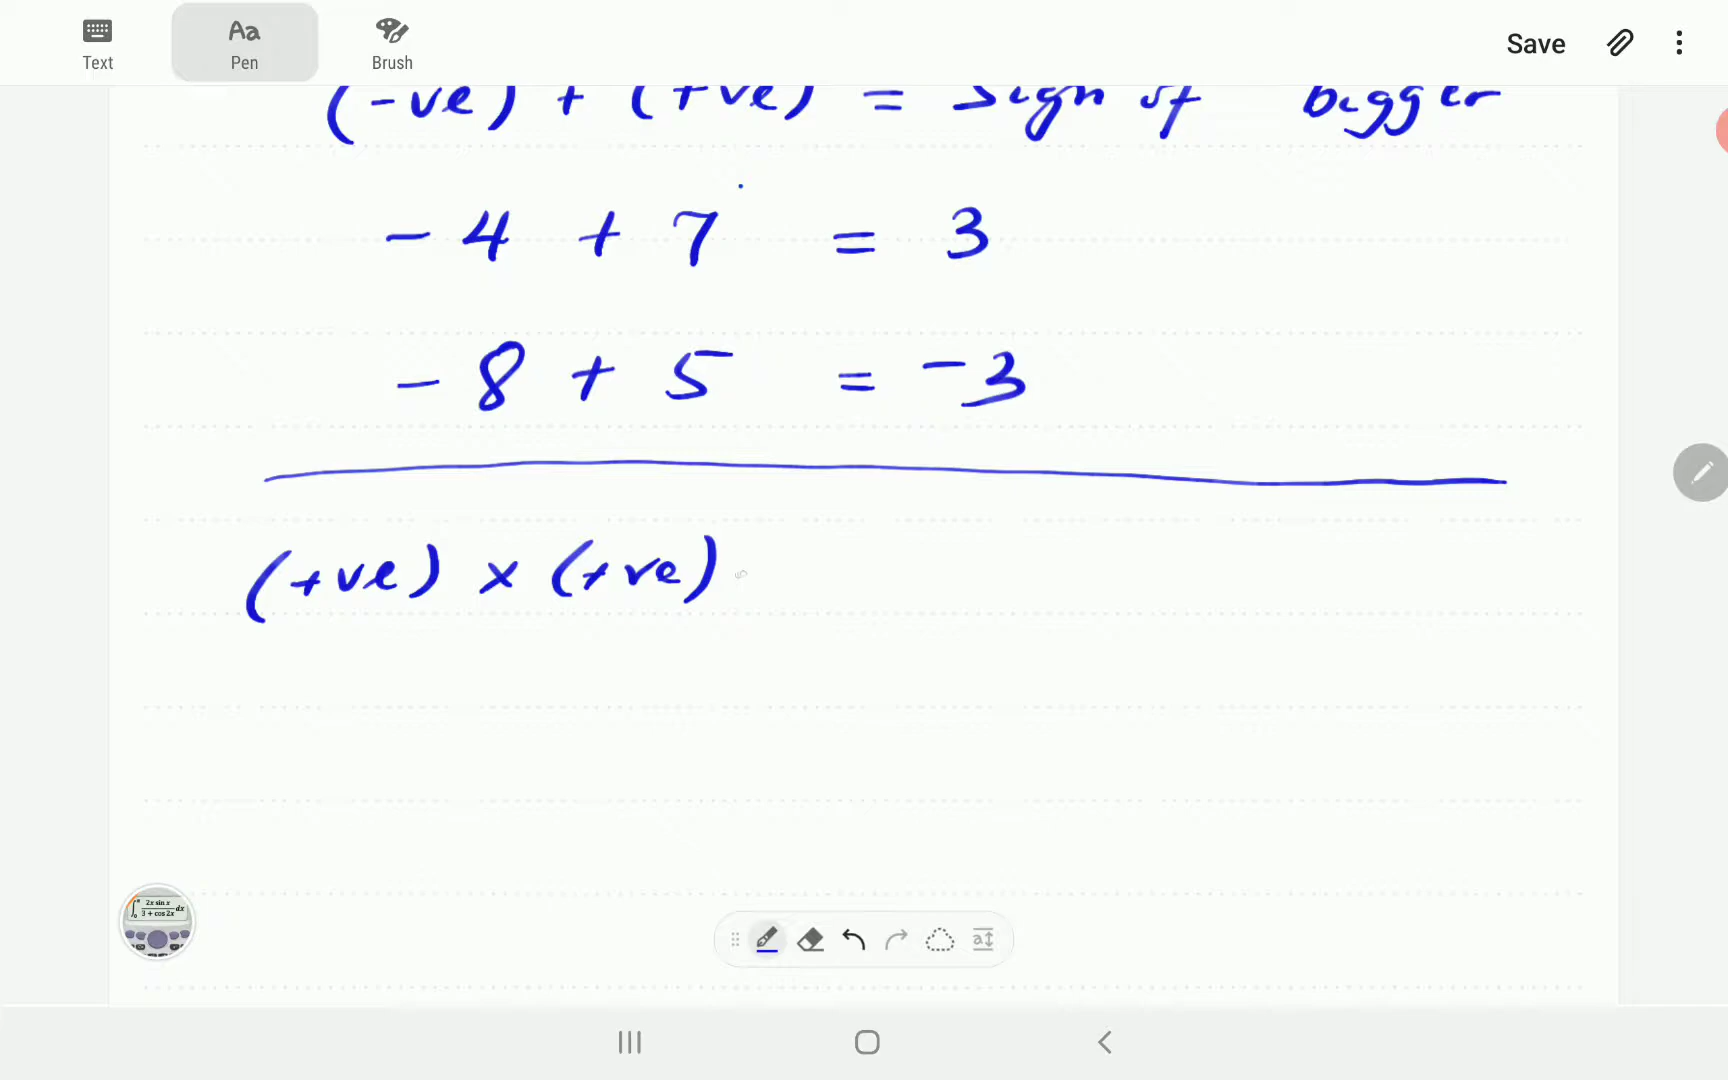 Text Pen Brush Save
(-ve) + (+ve) = Sign of bigger
- 4 + 7 = 3
- 8 + 5 = -3
(+ve) × (+ve)